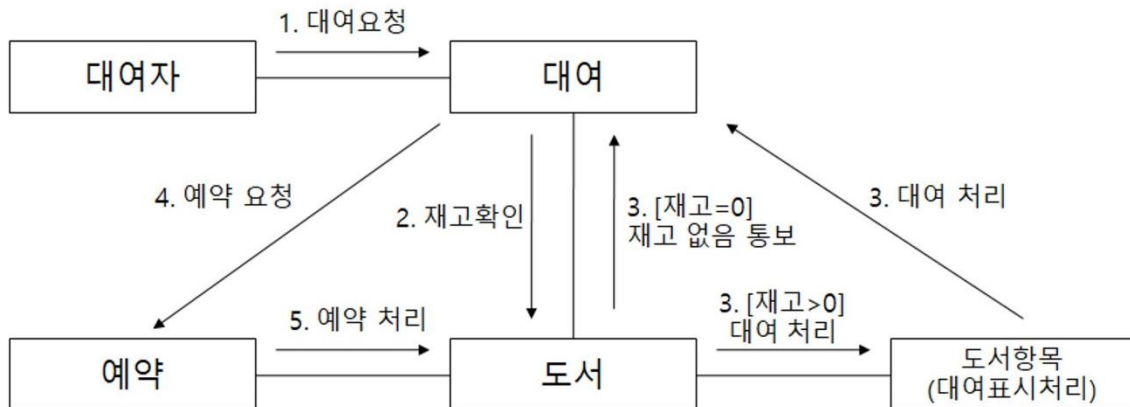 1. 대여요청
대여자
대여
4. 예약 요청
2. 재고확인
3. [재고=0]
재고 없음 통보
3. 대여 처리
5. 예약 처리
3. [재고>0]
대여 처리
예약
도서
도서항목
(대여표시처리)